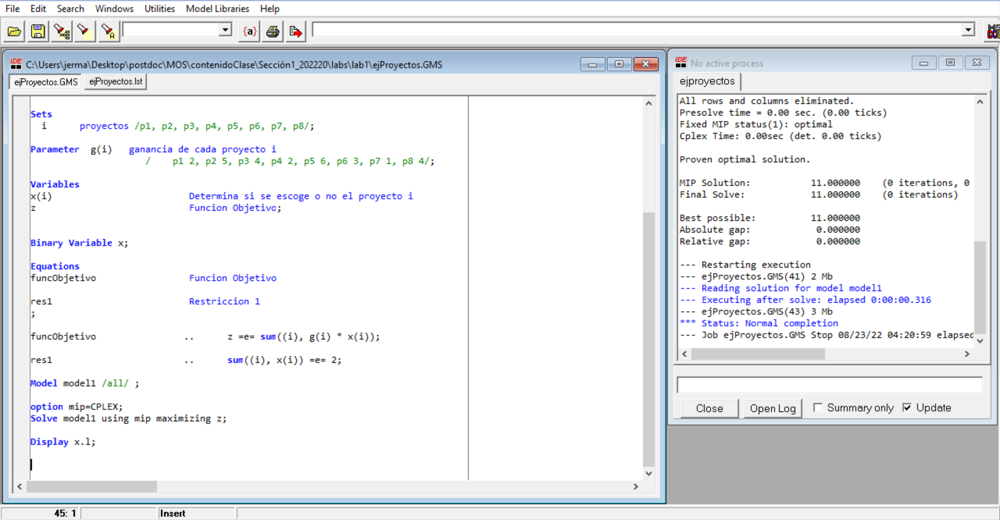 File Edit Search Windows Utilities Model Libraries Help
{a}
A
MS
DOS
IDE C:\Users\jerma\Desktop\postdoc\MOS\contenidoClase\Sección1_202220\labs\lab1\ejProyectos.GMS
ejProyectos.GMS ejProyectos.lst
Sets
i proyectos /p1, p2, p3, p4, p5, p6, p7, p8/;
Parameter g(i) ganancia de cada proyecto i
/ p1 2, p2 5, p3 4, p4 2, p5 6, p6 3, p7 1, p8 4/;
Variables
x(i) Determina si se escoge o no el proyecto i
z Funcion Objetivo;
Binary Variable x;
Equations
funcObjetivo Funcion Objetivo
res1 Restriccion 1
;
funcObjetivo .. z =e= sum((i), g(i) * x(i));
res1 .. sum((i), x(i)) =e= 2;
Model model1 /all/ ;
option mip=CPLEX;
Solve model1 using mip maximizing z;
Display x.l;
45: 1 Insert
IDE No active process
ejproyectos
All rows and columns eliminated.
Presolve time = 0.00 sec. (0.00 ticks)
Fixed MIP status(1): optimal
Cplex Time: 0.00sec (det. 0.00 ticks)
Proven optimal solution.
MIP Solution: 11.000000 (0 iterations, 0
Final Solve: 11.000000 (0 iterations)
Best possible: 11.000000
Absolute gap: 0.000000
Relative gap: 0.000000
--- Restarting execution
--- ejProyectos.GMS(41) 2 Mb
--- Reading solution for model model1
--- Executing after solve: elapsed 0:00:00.316
--- ejProyectos.GMS(43) 3 Mb
*** Status: Normal completion
--- Job ejProyectos.GMS Stop 08/23/22 04:20:59 elapsed
Close Open Log Summary only Update